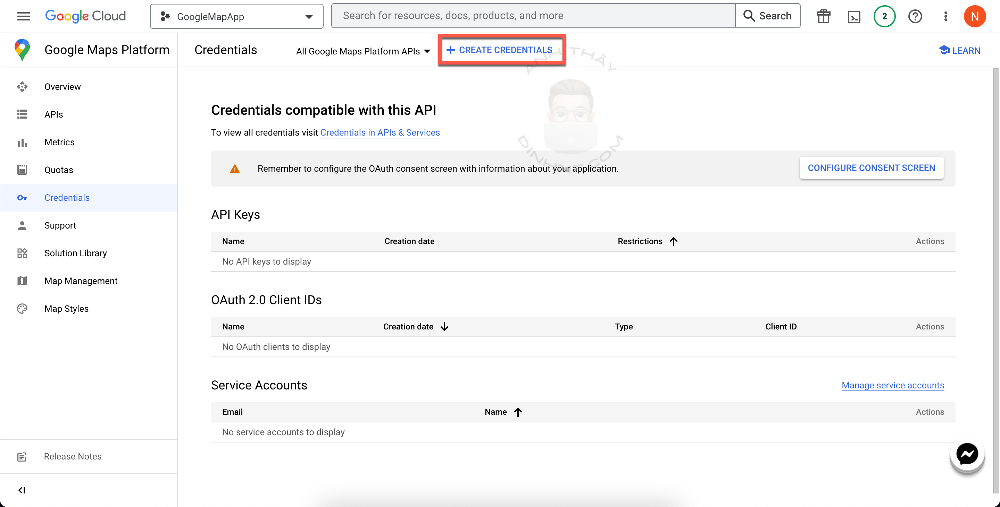 Google Cloud
GoogleMapApp
Search for resources, docs, products, and more
Search
2
N
Google Maps Platform
Credentials
All Google Maps Platform APIs
+ CREATE CREDENTIALS
LEARN
ANH THẦY
DINHNT.COM
Overview
APIs
Metrics
Quotas
Credentials
Support
Solution Library
Map Management
Map Styles
Release Notes
Credentials compatible with this API
To view all credentials visit Credentials in APIs & Services
Remember to configure the OAuth consent screen with information about your application.
CONFIGURE CONSENT SCREEN
API Keys
Name Creation date Restrictions Actions
No API keys to display
OAuth 2.0 Client IDs
Name Creation date Type Client ID Actions
No OAuth clients to display
Service Accounts
Manage service accounts
Email Name Actions
No service accounts to display